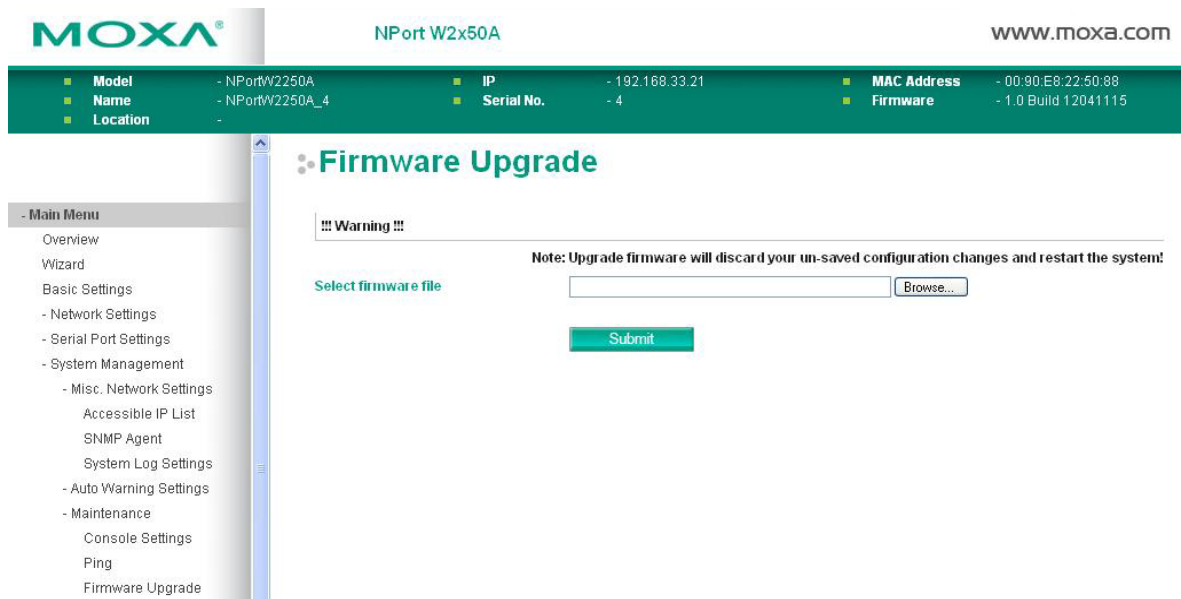 MOXA®
NPort W2x50A
www.moxa.com
Model - NPortW2250A
IP - 192.168.33.21
MAC Address - 00:90:E8:22:50:88
Name - NPortW2250A_4
Serial No. - 4
Firmware - 1.0 Build 12041115
Location -
Firmware Upgrade
- Main Menu
Overview
Wizard
Basic Settings
- Network Settings
- Serial Port Settings
- System Management
- Misc. Network Settings
Accessible IP List
SNMP Agent
System Log Settings
- Auto Warning Settings
- Maintenance
Console Settings
Ping
Firmware Upgrade
!!! Warning !!!
Note: Upgrade firmware will discard your un-saved configuration changes and restart the system!
Select firmware file
Browse...
Submit